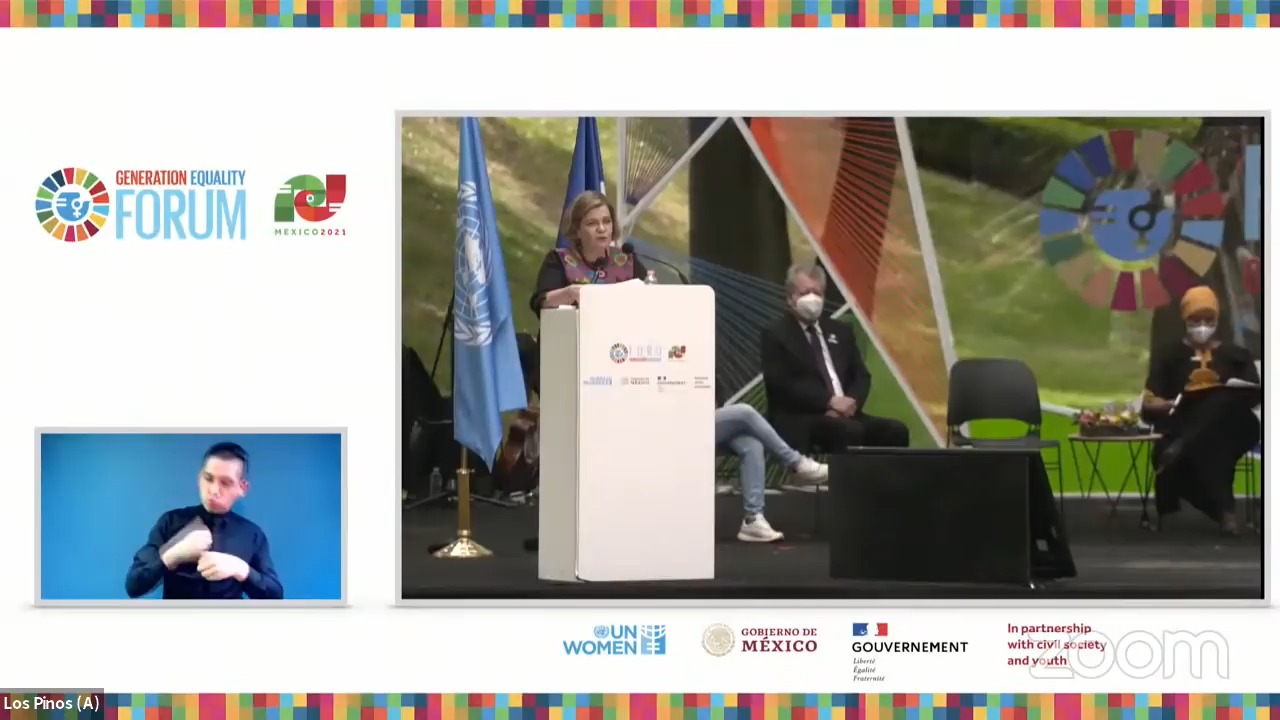 GENERATION EQUALITY
FORUM
MEXICO2021
FORO
UN
WOMEN
GOBIERNO DE
MÉXICO
GOUVERNEMENT
Liberté
Égalité
Fraternité
In partnership
with civil society
and youth
zoom
Los Pinos (A)